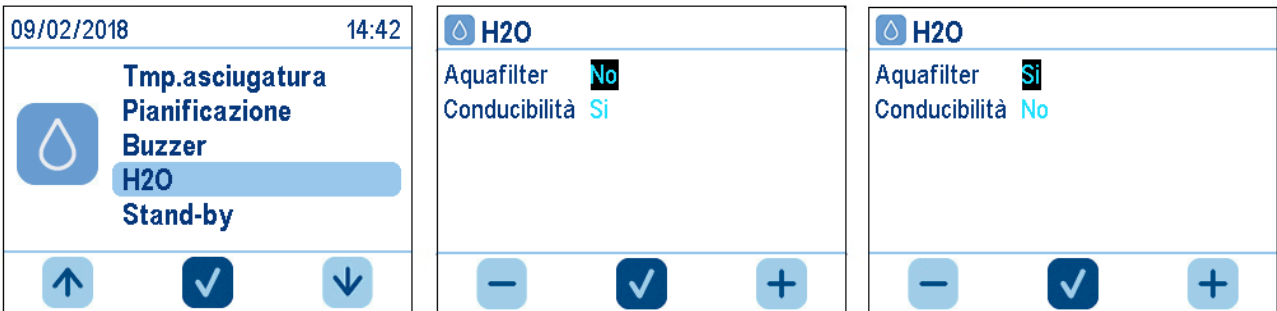 09/02/2018 14:42
Tmp.asciugatura
Pianificazione
Buzzer
H2O
Stand-by
H2O
Aquafilter No
Conducibilità Si
H2O
Aquafilter Si
Conducibilità No